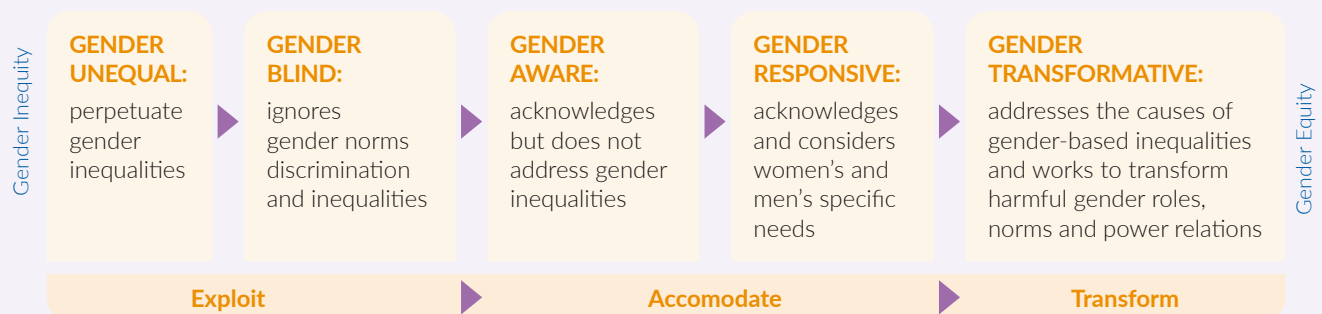 Gender Inequity
GENDER
UNEQUAL:
perpetuate
gender
inequalities
GENDER
BLIND:
ignores
gender norms
discrimination
and inequalities
GENDER
AWARE:
acknowledges
but does not
address gender
inequalities
GENDER
RESPONSIVE:
acknowledges
and considers
women’s and
men’s specific
needs
GENDER
TRANSFORMATIVE:
addresses the causes of
gender-based inequalities
and works to transform
harmful gender roles,
norms and power relations
Gender Equity
Exploit
Accomodate
Transform